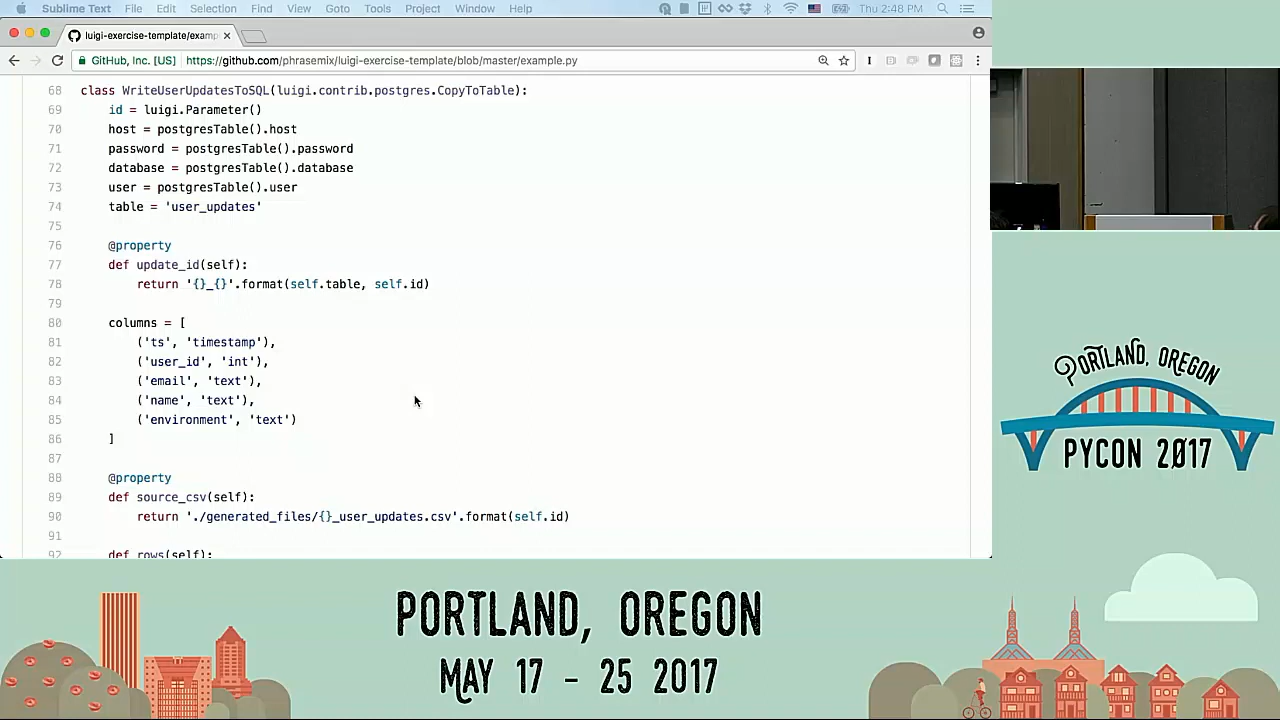 Sublime Text File Edit Selection Find View Goto Tools Project Window Help Thu 2:48 PM
luigi-exercise-template/examp
GitHub, Inc. [US] https://github.com/phrasemix/luigi-exercise-template/blob/master/example.py
68 class WriteUserUpdatesToSQL(luigi.contrib.postgres.CopyToTable):
69 id = luigi.Parameter()
70 host = postgresTable().host
71 password = postgresTable().password
72 database = postgresTable().database
73 user = postgresTable().user
74 table = 'user_updates'
75
76 @property
77 def update_id(self):
78 return '{}_{}'.format(self.table, self.id)
79
80 columns = [
81 ('ts', 'timestamp'),
82 ('user_id', 'int'),
83 ('email', 'text'),
84 ('name', 'text'),
85 ('environment', 'text')
86 ]
87
88 @property
89 def source_csv(self):
90 return './generated_files/{}_user_updates.csv'.format(self.id)
91
92 def rows(self):
PORTLAND, OREGON
PYCON 2017
PORTLAND, OREGON
MAY 17 - 25 2017